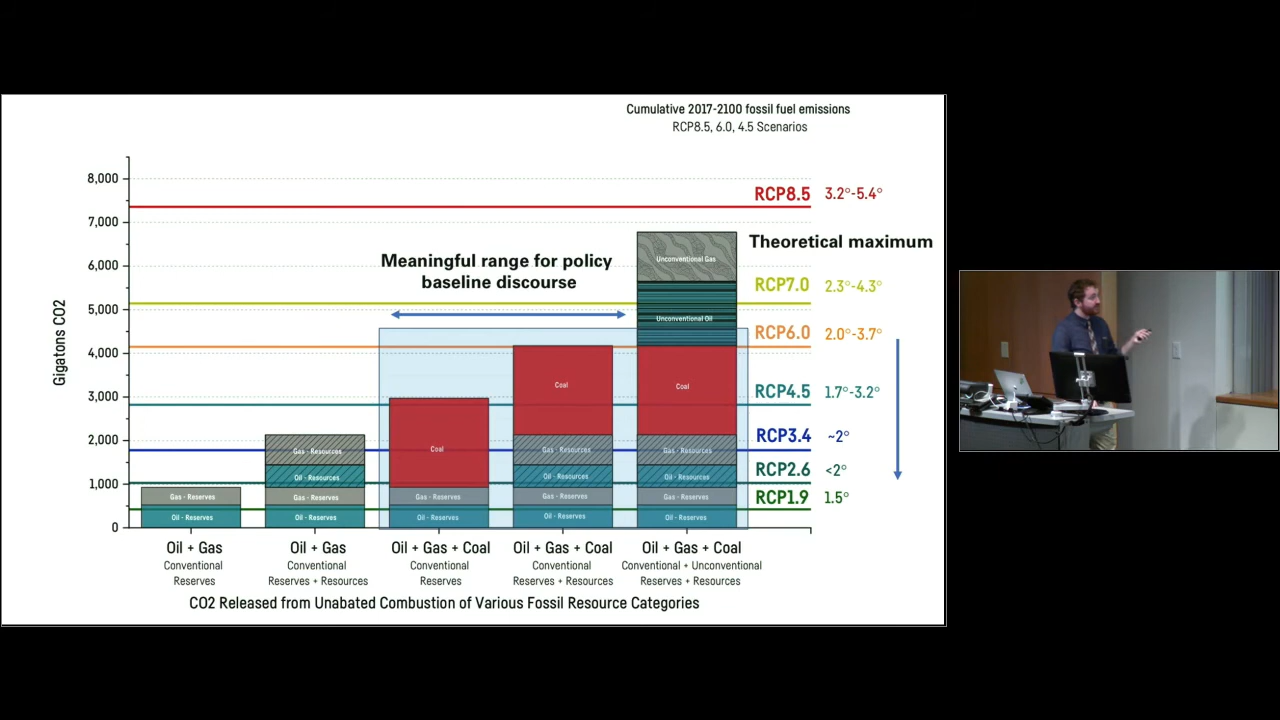 Cumulative 2017-2100 fossil fuel emissions
RCP8.5, 6.0, 4.5 Scenarios
Gigatons CO2
8,000
7,000
6,000
5,000
4,000
3,000
2,000
1,000
0
RCP8.5 3.2°-5.4°
Theoretical maximum
Meaningful range for policy
baseline discourse
RCP7.0 2.3°-4.3°
RCP6.0 2.0°-3.7°
RCP4.5 1.7°-3.2°
RCP3.4 ~2°
RCP2.6 <2°
RCP1.9 1.5°
Gas - Reserves
Oil - Reserves
Gas - Resources
Oil - Resources
Gas - Reserves
Oil - Reserves
Coal
Gas - Reserves
Oil - Reserves
Coal
Gas - Resources
Oil - Resources
Gas - Reserves
Oil - Reserves
Unconventional Gas
Unconventional Oil
Coal
Gas - Resources
Oil - Resources
Gas - Reserves
Oil - Reserves
Oil + Gas
Conventional
Reserves
Oil + Gas
Conventional
Reserves + Resources
Oil + Gas + Coal
Conventional
Reserves
Oil + Gas + Coal
Conventional
Reserves + Resources
Oil + Gas + Coal
Conventional + Unconventional
Reserves + Resources
CO2 Released from Unabated Combustion of Various Fossil Resource Categories